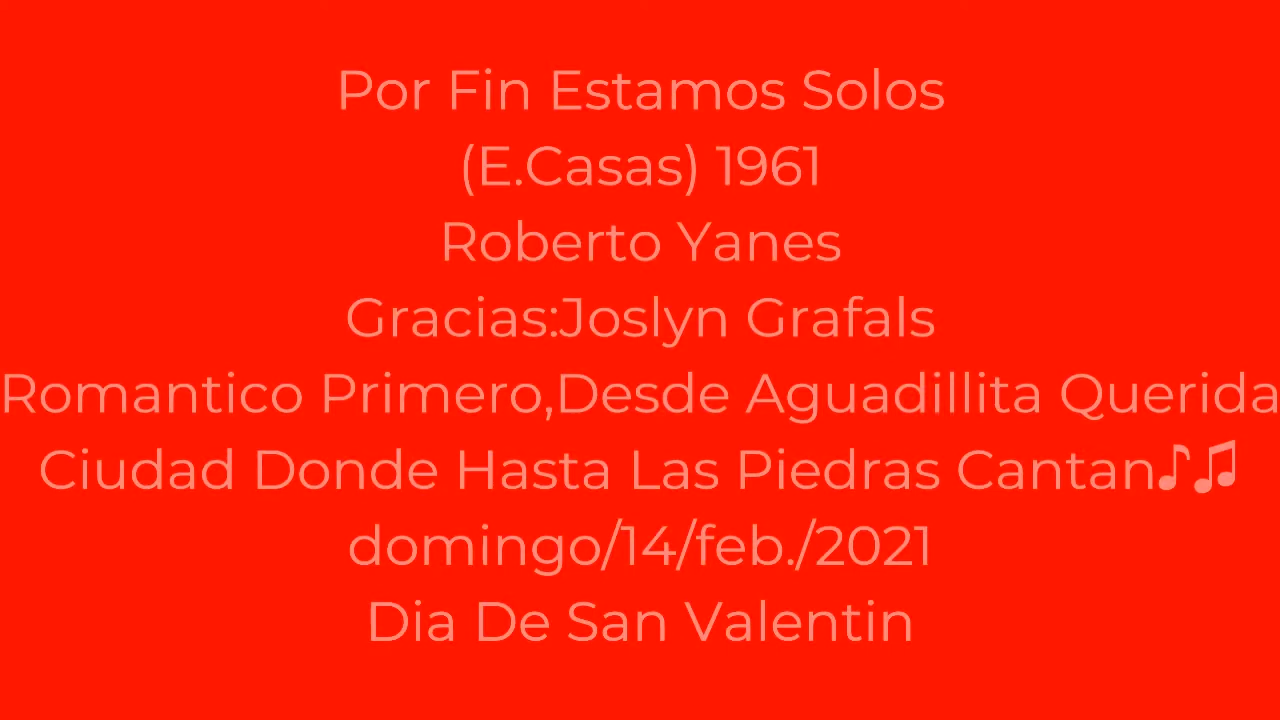 Por Fin Estamos Solos
(E.Casas) 1961
Roberto Yanes
Gracias:Joslyn Grafals
Romantico Primero,Desde Aguadillita Querida
Ciudad Donde Hasta Las Piedras Cantan♪♫
domingo/14/feb./2021
Dia De San Valentin